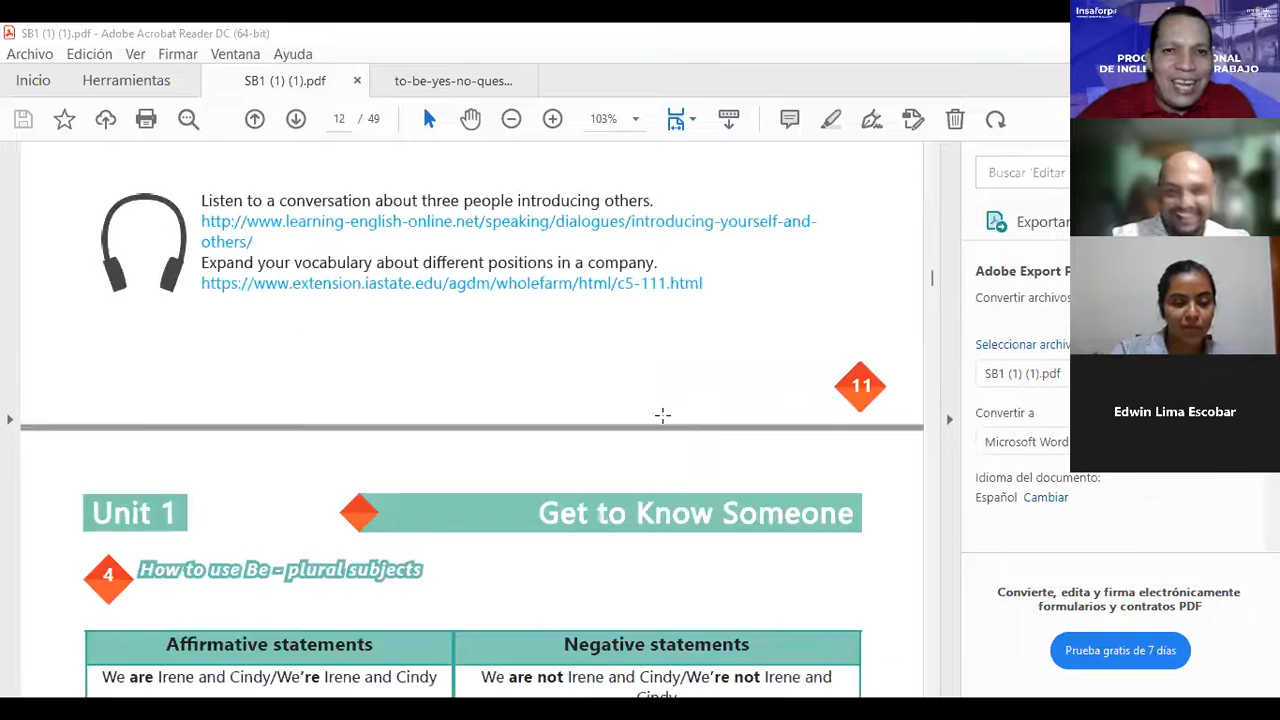 SB1 (1) (1).pdf - Adobe Acrobat Reader DC (64-bit)
Archivo Edición Ver Firmar Ventana Ayuda
Inicio Herramientas SB1 (1) (1).pdf × to-be-yes-no-ques...
12 / 49 103%
Listen to a conversation about three people introducing others.
http://www.learning-english-online.net/speaking/dialogues/introducing-yourself-and-
others/
Expand your vocabulary about different positions in a company.
https://www.extension.iastate.edu/agdm/wholefarm/html/c5-111.html
11
Unit 1 Get to Know Someone
4 How to use Be - plural subjects
Affirmative statements Negative statements
We are Irene and Cindy/We're Irene and Cindy We are not Irene and Cindy/We're not Irene and
Cindy
Buscar 'Editar
Exportar
Adobe Export P
Convertir archivos
Seleccionar archiv
SB1 (1) (1).pdf
Convertir a
Microsoft Word
Idioma del documento:
Español Cambiar
Convierte, edita y firma electrónicamente
formularios y contratos PDF
Prueba gratis de 7 días
Insaforp
DE INGL
Edwin Lima Escobar